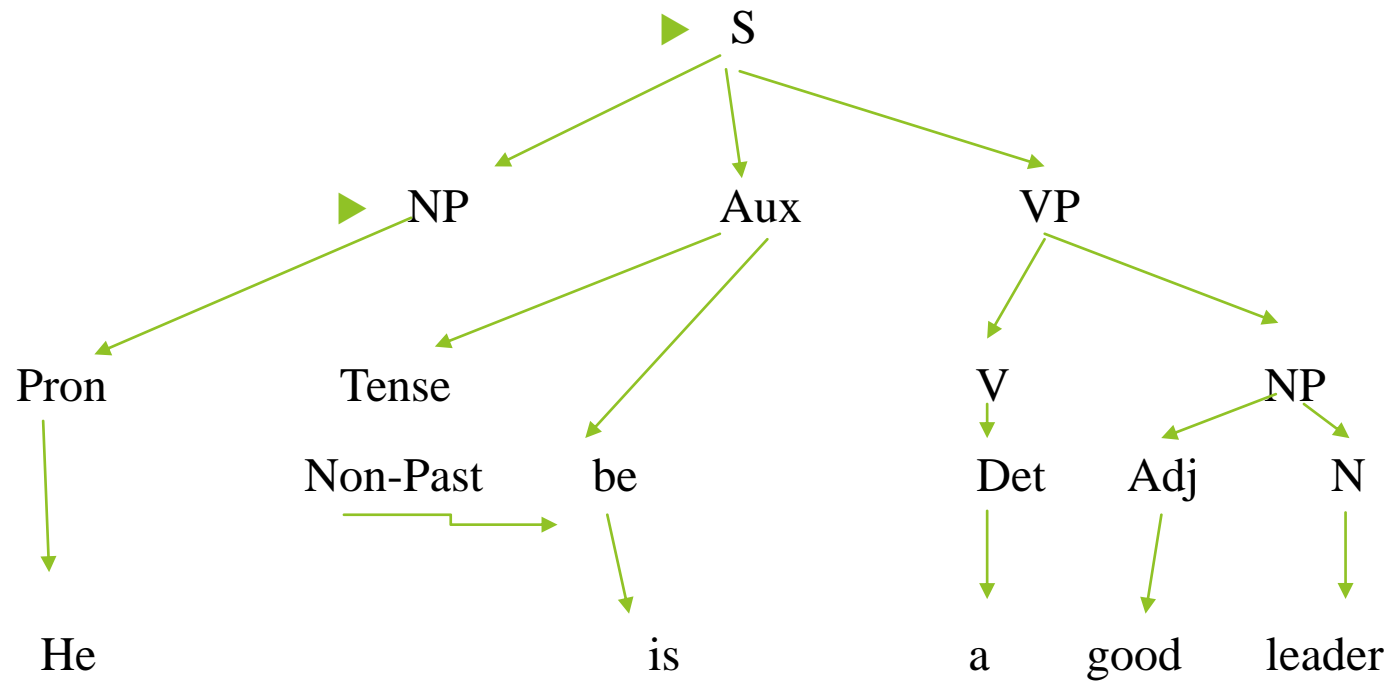 S
NP Aux VP
Pron Tense V NP
Non-Past be Det Adj N
He is a good leader